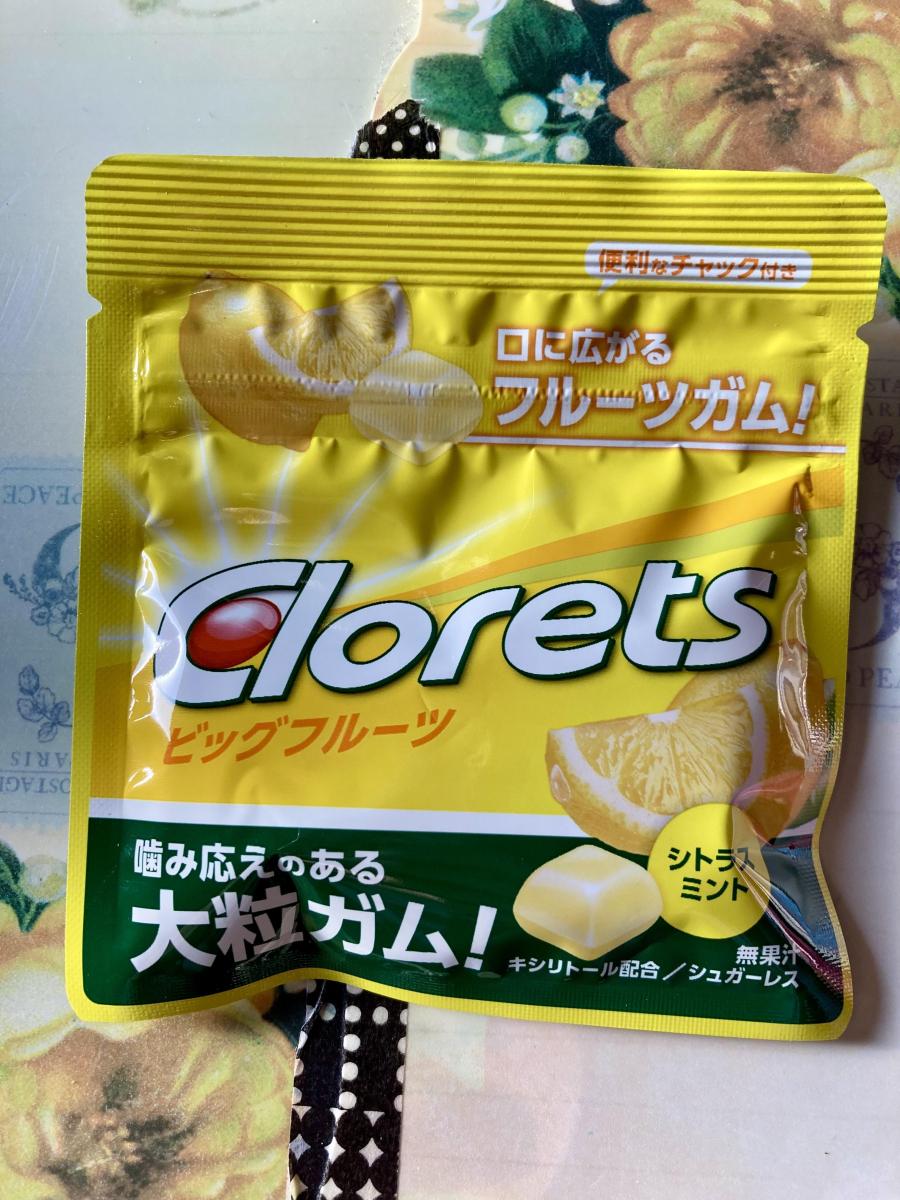 便利なチャック付き
口に広がる
フルーツガム!
Clorets
ビッグフルーツ
噛み応えのある
大粒ガム!
シトラス
ミント
無果汁
キシリトール配合/シュガーレス
PEACE
PARIS